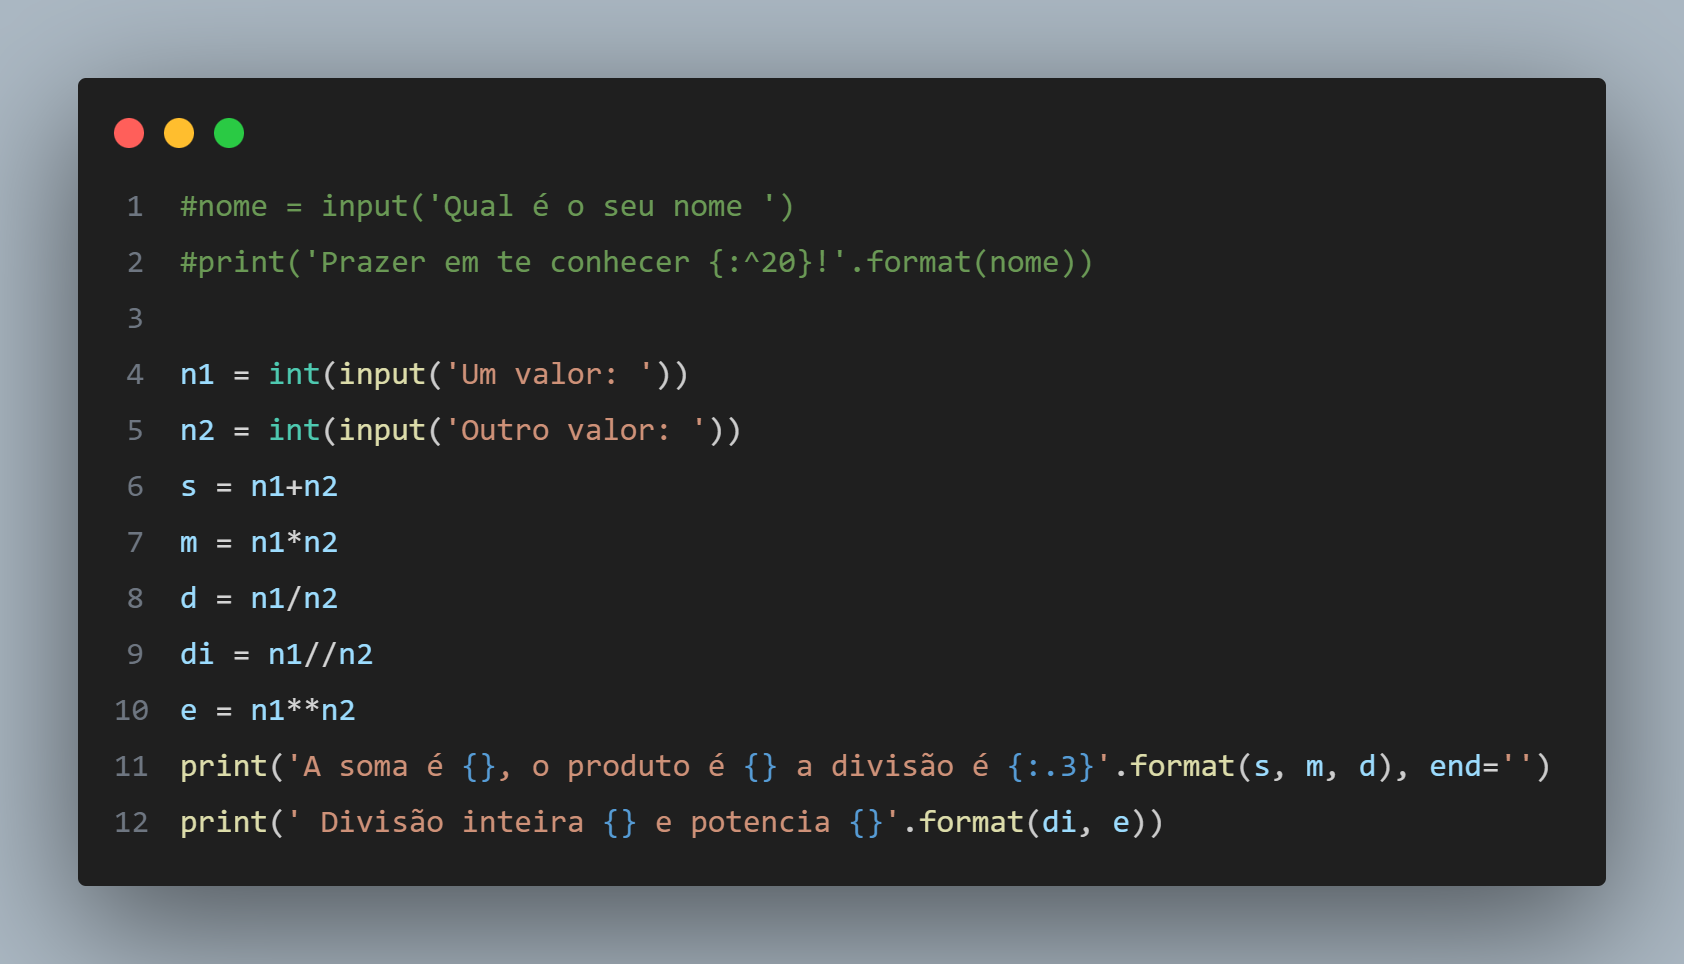 1 #nome = input('Qual é o seu nome ')
2 #print('Prazer em te conhecer {:^20}!'.format(nome))
3
4 n1 = int(input('Um valor: '))
5 n2 = int(input('Outro valor: '))
6 s = n1+n2
7 m = n1*n2
8 d = n1/n2
9 di = n1//n2
10 e = n1**n2
11 print('A soma é {}, o produto é {} a divisão é {:.3}'.format(s, m, d), end='')
12 print(' Divisão inteira {} e potencia {}'.format(di, e))